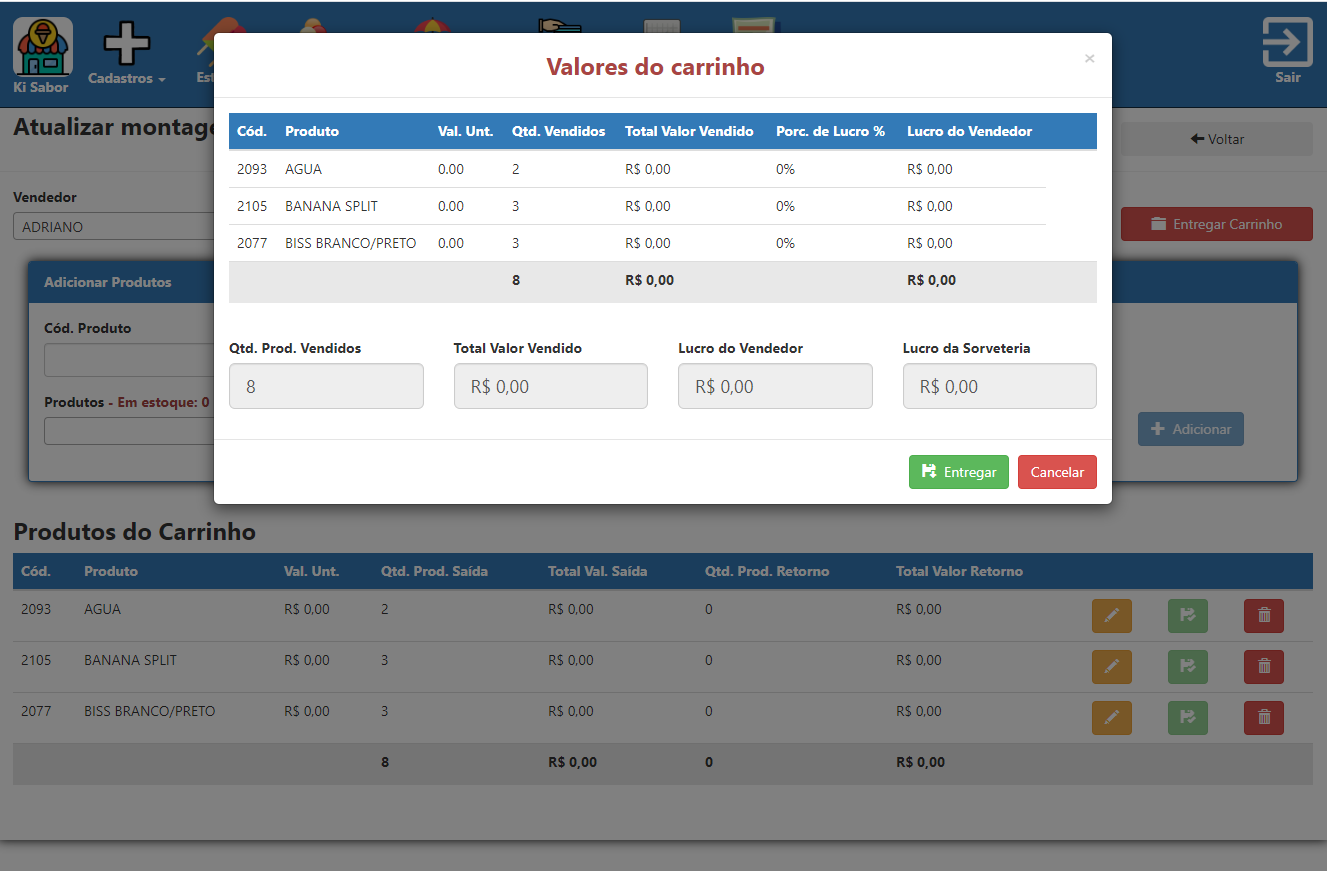 Ki Sabor
Cadastros
Est
Sair
Atualizar montag
Voltar
Vendedor
ADRIANO
Entregar Carrinho
Adicionar Produtos
Cód. Produto
Produtos - Em estoque: 0
Adicionar
Valores do carrinho
×
Cód. Produto Val. Unt. Qtd. Vendidos Total Valor Vendido Porc. de Lucro % Lucro do Vendedor
2093 AGUA 0.00 2 R$ 0,00 0% R$ 0,00
2105 BANANA SPLIT 0.00 3 R$ 0,00 0% R$ 0,00
2077 BISS BRANCO/PRETO 0.00 3 R$ 0,00 0% R$ 0,00
8 R$ 0,00 R$ 0,00
Qtd. Prod. Vendidos Total Valor Vendido Lucro do Vendedor Lucro da Sorveteria
8 R$ 0,00 R$ 0,00 R$ 0,00
Entregar Cancelar
Produtos do Carrinho
Cód. Produto Val. Unt. Qtd. Prod. Saída Total Val. Saída Qtd. Prod. Retorno Total Valor Retorno
2093 AGUA R$ 0,00 2 R$ 0,00 0 R$ 0,00
2105 BANANA SPLIT R$ 0,00 3 R$ 0,00 0 R$ 0,00
2077 BISS BRANCO/PRETO R$ 0,00 3 R$ 0,00 0 R$ 0,00
8 R$ 0,00 0 R$ 0,00